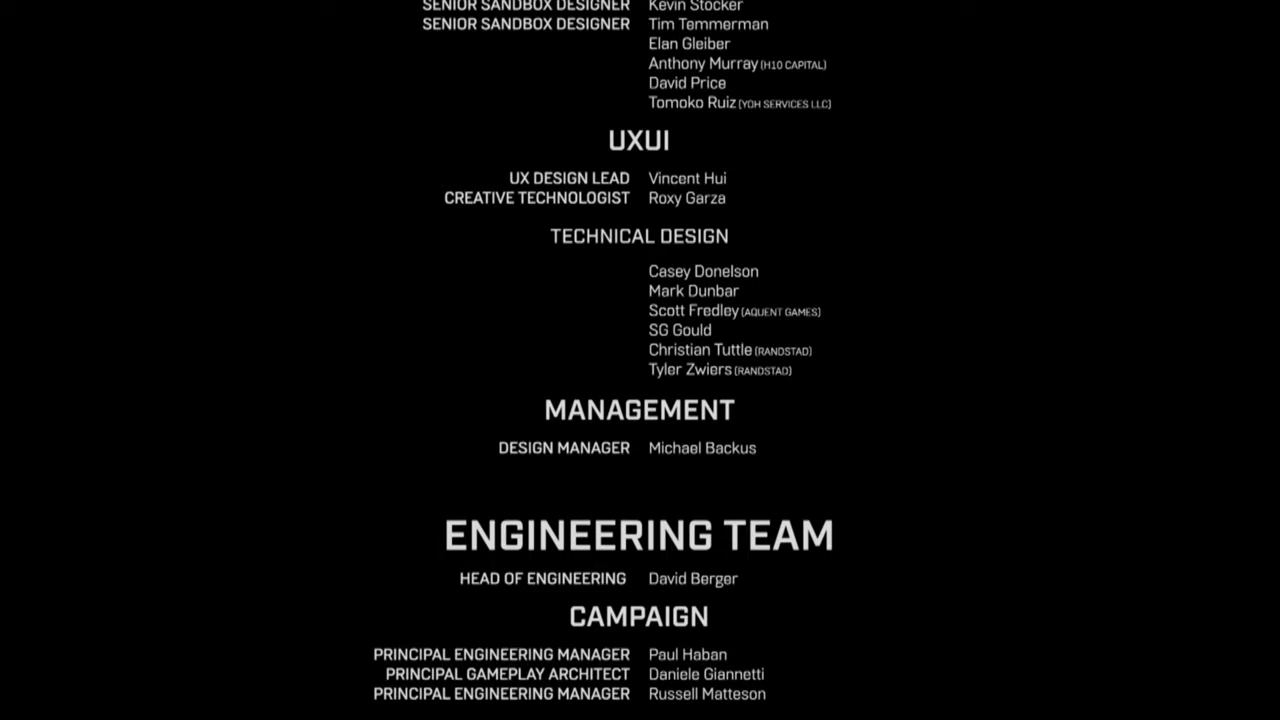 SENIOR SANDBOX DESIGNER Kevin Stocker
SENIOR SANDBOX DESIGNER Tim Temmerman
Elan Gleiber
Anthony Murray (H10 CAPITAL)
David Price
Tomoko Ruiz (YOH SERVICES LLC)
UXUI
UX DESIGN LEAD Vincent Hui
CREATIVE TECHNOLOGIST Roxy Garza
TECHNICAL DESIGN
Casey Donelson
Mark Dunbar
Scott Fredley (AQUENT GAMES)
SG Gould
Christian Tuttle (RANDSTAD)
Tyler Zwiers (RANDSTAD)
MANAGEMENT
DESIGN MANAGER Michael Backus
ENGINEERING TEAM
HEAD OF ENGINEERING David Berger
CAMPAIGN
PRINCIPAL ENGINEERING MANAGER Paul Haban
PRINCIPAL GAMEPLAY ARCHITECT Daniele Giannetti
PRINCIPAL ENGINEERING MANAGER Russell Matteson